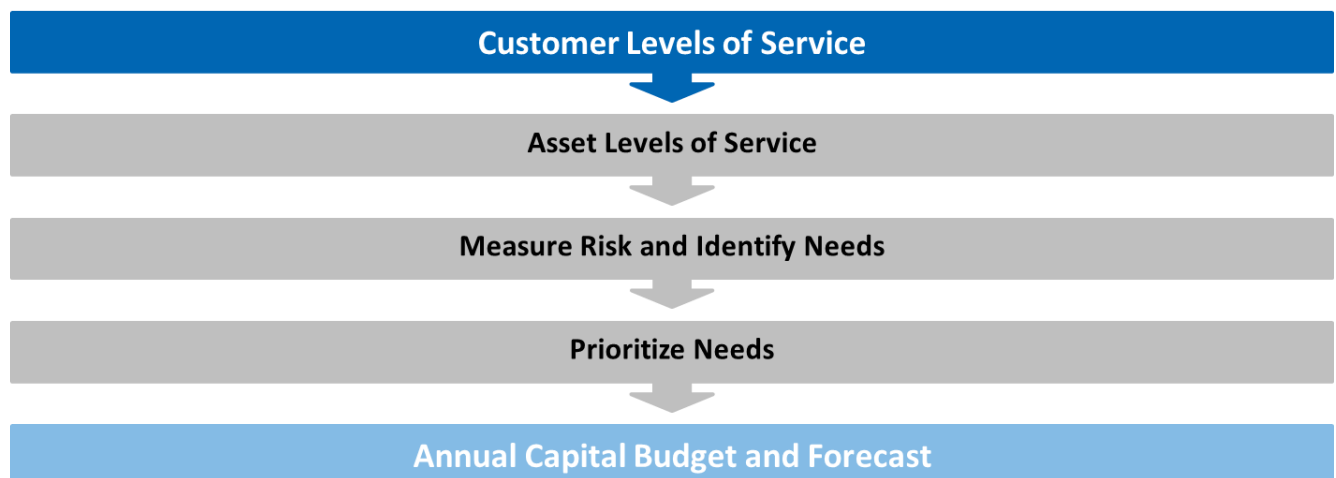 Customer Levels of Service
Asset Levels of Service
Measure Risk and Identify Needs
Prioritize Needs
Annual Capital Budget and Forecast